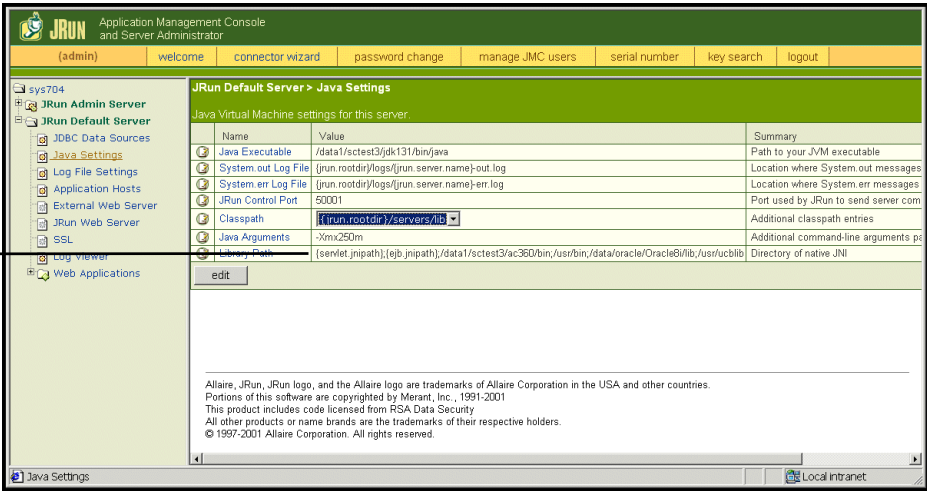 JRUN
Application Management Console
and Server Administrator
(admin) welcome connector wizard password change manage JMC users serial number key search logout
sys704
JRun Admin Server
JRun Default Server
JDBC Data Sources
Java Settings
Log File Settings
Application Hosts
External Web Server
JRun Web Server
SSL
Log Viewer
Web Applications
JRun Default Server > Java Settings
Java Virtual Machine settings for this server.
Name Value Summary
Java Executable /data1/sctest3/jdk131/bin/java Path to your JVM executable
System.out Log File {jrun.rootdir}/logs/{jrun.server.name}-out.log Location where System.out messages
System.err Log File {jrun.rootdir}/logs/{jrun.server.name}-err.log Location where System.err messages
JRun Control Port 50001 Port used by JRun to send server com
Classpath {jrun.rootdir}/servers/lib Additional classpath entries
Java Arguments -Xmx250m Additional command-line arguments pa
Library Path {servlet.jnipath};{ejb.jnipath};/data1/sctest3/ac360/bin;/usr/bin;/data/oracle/Oracle8i/lib;/usr/ucblib Directory of native JNI
edit
Allaire, JRun, JRun logo, and the Allaire logo are trademarks of Allaire Corporation in the USA and other countries.
Portions of this software are copyrighted by Merant, Inc., 1991-2001
This product includes code licensed from RSA Data Security
All other products or name brands are the trademarks of their respective holders.
© 1997-2001 Allaire Corporation. All rights reserved.
Java Settings
Local intranet